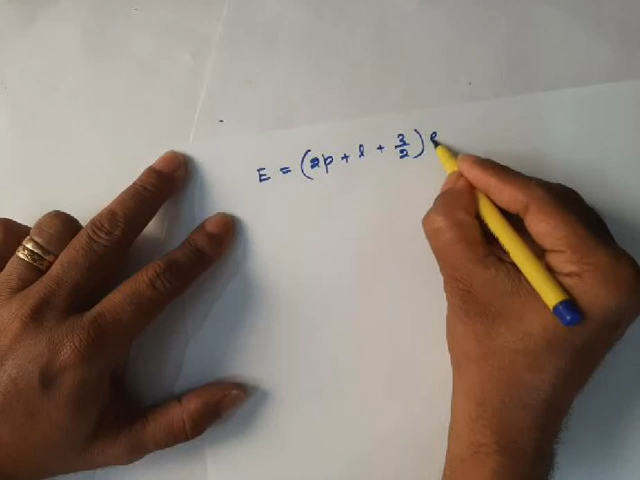 E = (2p + l + 3/2)